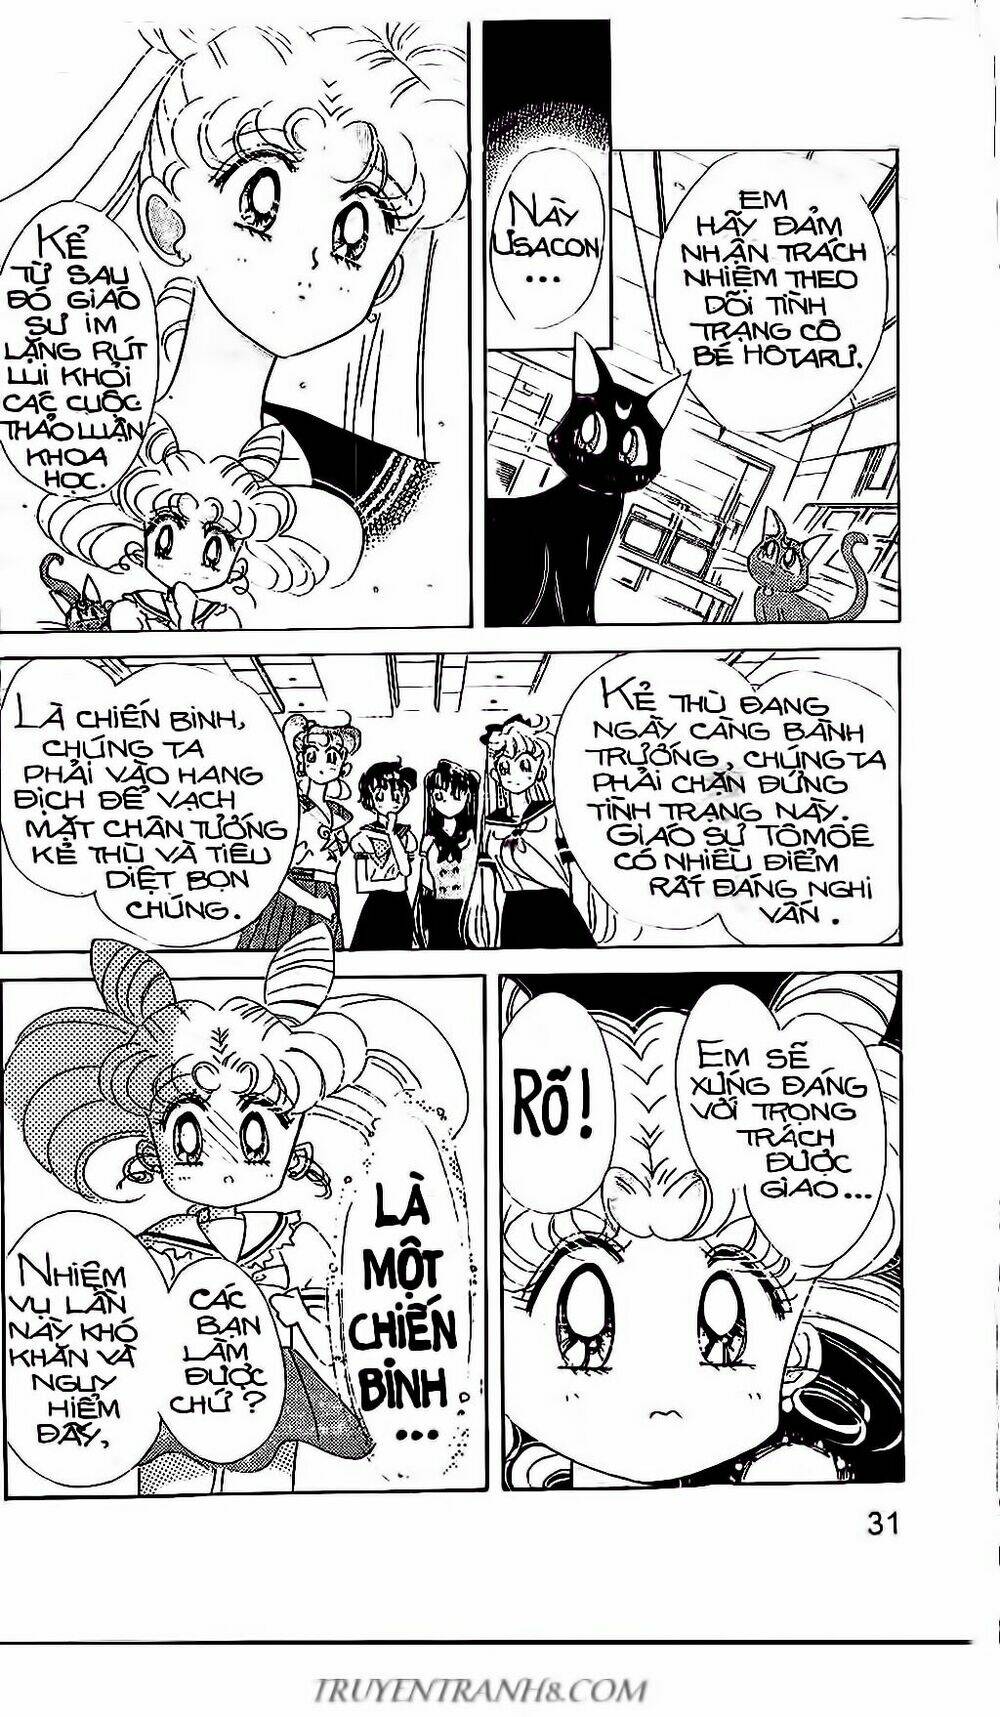 EM
HÃY ĐẢM
NHẬN TRÁCH
NHIỆM THEO
DÕI TÌNH
TRẠNG CÔ
BÉ HOTARU.
NÀY
USACON
...
KỂ
TỪ SAU
ĐÓ GIÁO
SƯ IM
LẶNG RÚT
LUI KHỎI
CÁC CUỘC
THẢO LUẬN
KHOA
HỌC.
KẺ THÙ ĐANG
NGÀY CÀNG BÀNH
TRƯỚNG, CHÚNG TA
PHẢI CHẶN ĐỨNG
TÌNH TRẠNG NÀY.
GIÁO SƯ TÔMÔÊ
CÓ NHIỀU ĐIỂM
RẤT ĐÁNG NGHI
VẤN.
LÀ CHIẾN BINH,
CHÚNG TA
PHẢI VÀO HANG
ĐỊCH ĐỂ VẠCH
MẶT CHÂN TƯỚNG
KẺ THÙ VÀ TIÊU
DIỆT BỌN
CHÚNG.
EM SẼ
XỨNG ĐÁNG
VỚI TRỌNG
TRÁCH
ĐƯỢC
GIAO...
RÕ!
LÀ
MỘT
CHIẾN
BINH
...
CÁC
BẠN
LÀM
ĐƯỢC
CHỨ?
NHIỆM
VỤ LẦN
NÀY KHÓ
KHĂN VÀ
NGUY
HIỂM
ĐẤY,
31
TRUYENTRANH8.COM